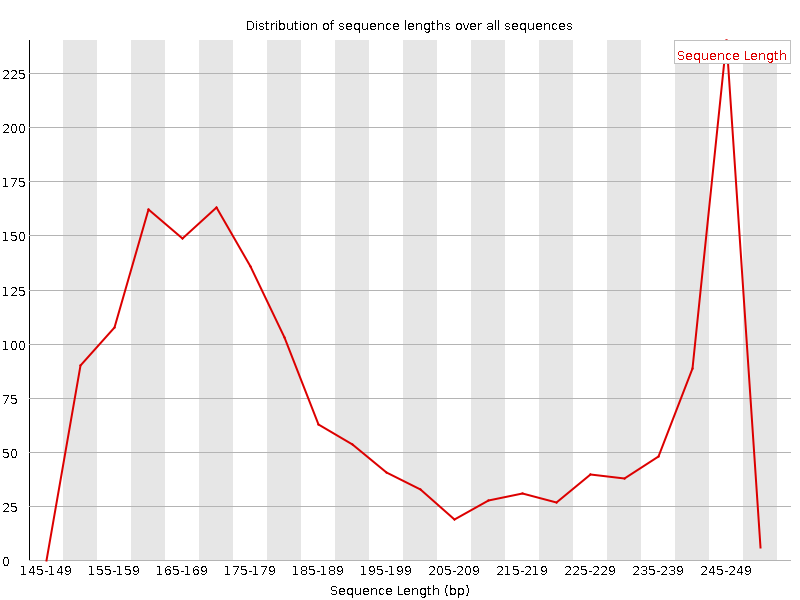 Distribution of sequence lengths over all sequences
Sequence Length
225
200
175
150
125
100
75
50
25
0
145-149 155-159 165-169 175-179 185-189 195-199 205-209 215-219 225-229 235-239 245-249
Sequence Length (bp)